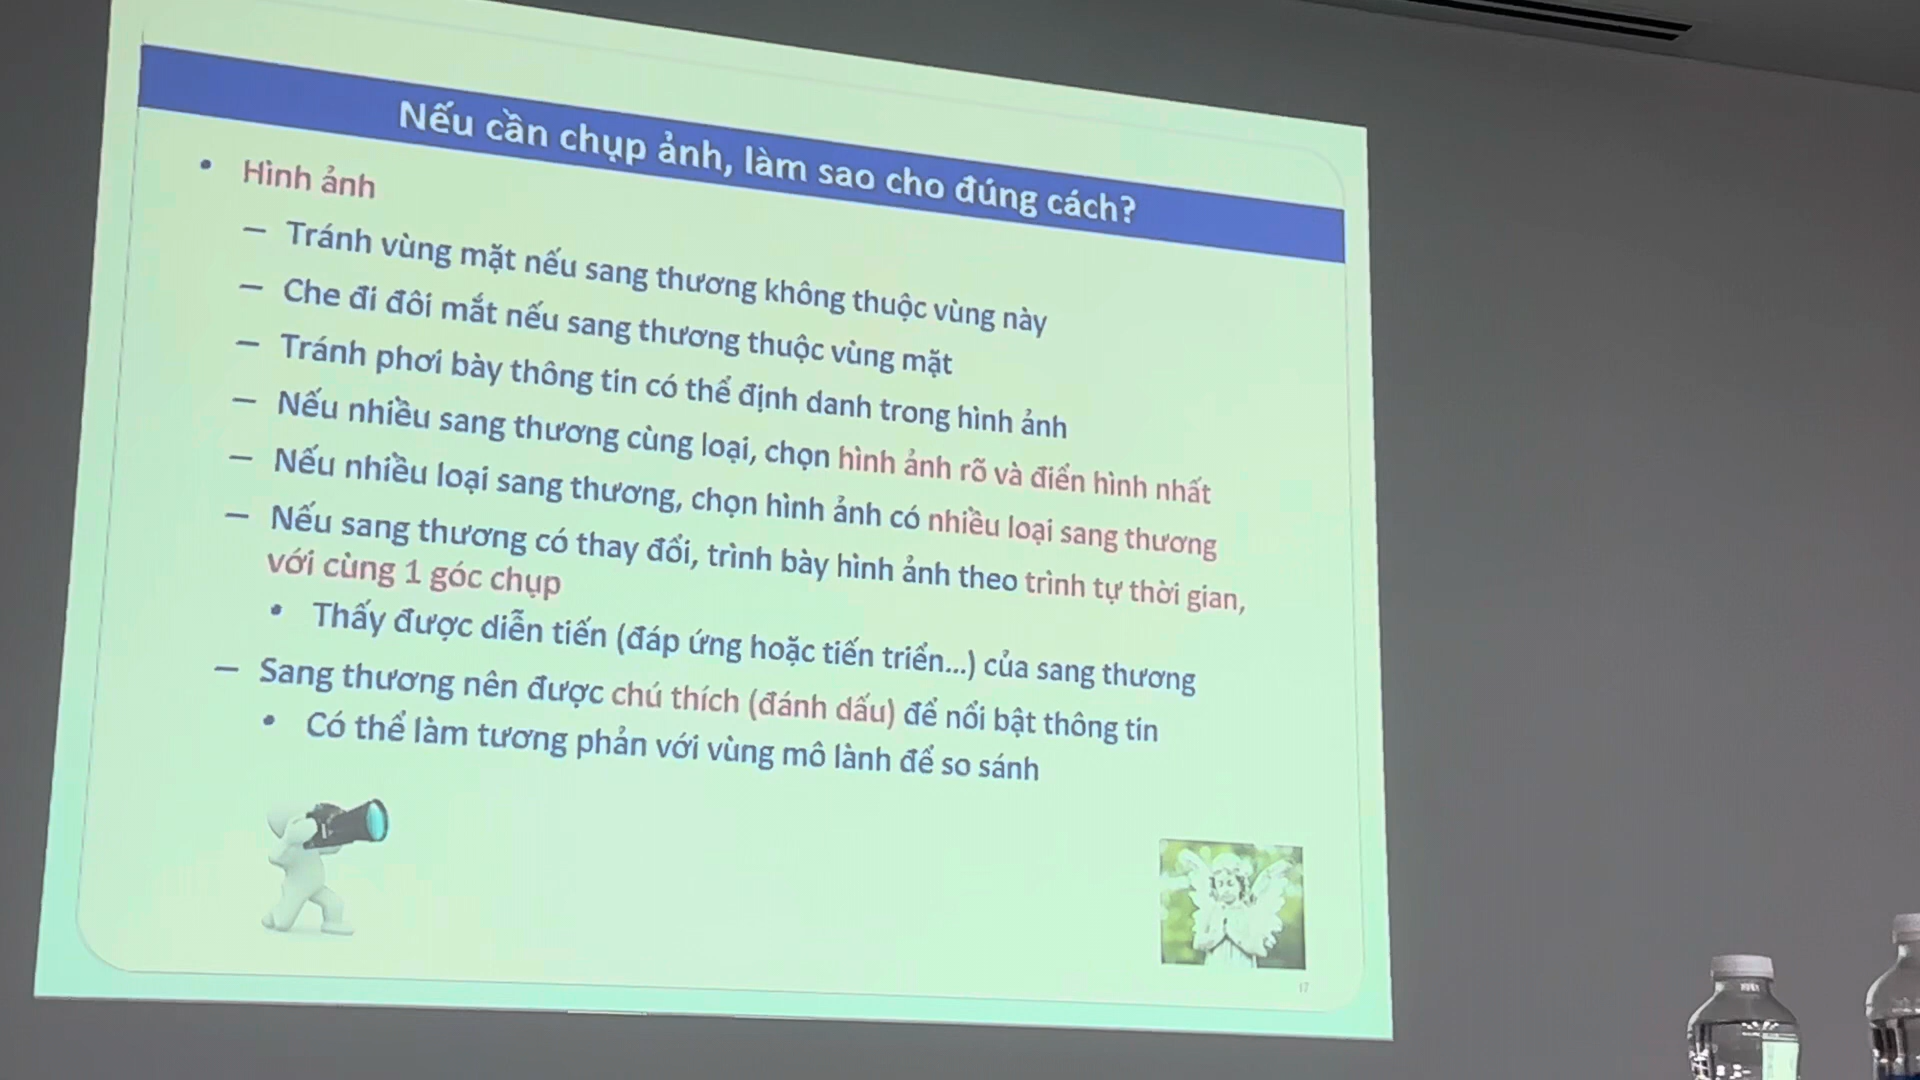 Nếu cần chụp ảnh, làm sao cho đúng cách?
• Hình ảnh
– Tránh vùng mặt nếu sang thương không thuộc vùng này
– Che đi đôi mắt nếu sang thương thuộc vùng mặt
– Tránh phơi bày thông tin có thể định danh trong hình ảnh
– Nếu nhiều sang thương cùng loại, chọn hình ảnh rõ và điển hình nhất
– Nếu nhiều loại sang thương, chọn hình ảnh có nhiều loại sang thương
– Nếu sang thương có thay đổi, trình bày hình ảnh theo trình tự thời gian,
với cùng 1 góc chụp
• Thấy được diễn tiến (đáp ứng hoặc tiến triển...) của sang thương
– Sang thương nên được chú thích (đánh dấu) để nổi bật thông tin
• Có thể làm tương phản với vùng mô lành để so sánh
17